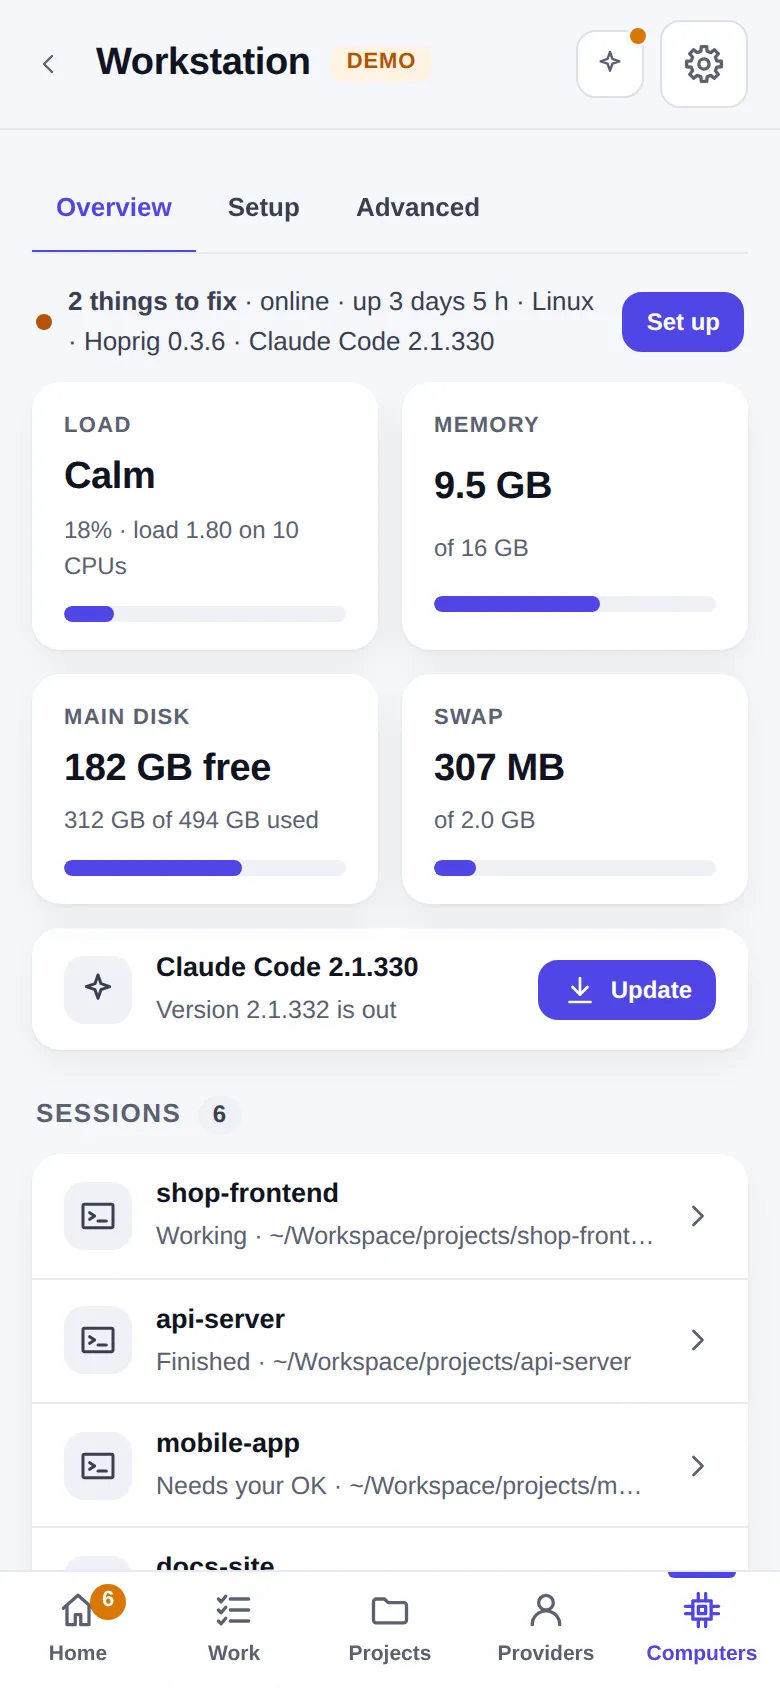 Workstation DEMO
Overview Setup Advanced
2 things to fix · online · up 3 days 5 h · Linux
· Hoprig 0.3.6 · Claude Code 2.1.330
Set up
LOAD
Calm
18% · load 1.80 on 10
CPUs
MEMORY
9.5 GB
of 16 GB
MAIN DISK
182 GB free
312 GB of 494 GB used
SWAP
307 MB
of 2.0 GB
Claude Code 2.1.330
Version 2.1.332 is out
Update
SESSIONS 6
shop-frontend
Working · ~/Workspace/projects/shop-front…
api-server
Finished · ~/Workspace/projects/api-server
mobile-app
Needs your OK · ~/Workspace/projects/m…
docs-site
6
Home Work Projects Providers Computers